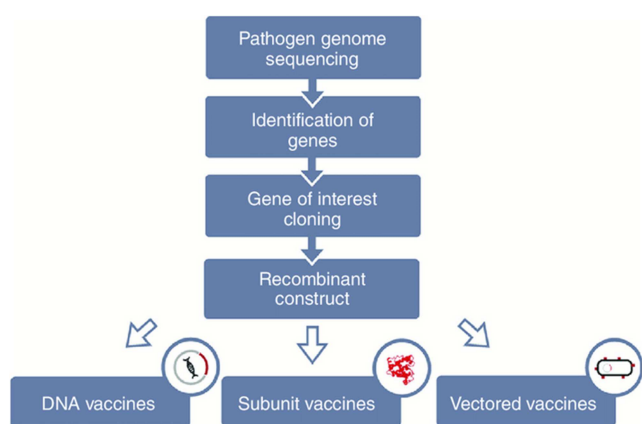 Pathogen genome
sequencing
Identification of
genes
Gene of interest
cloning
Recombinant
construct
DNA vaccines
Subunit vaccines
Vectored vaccines